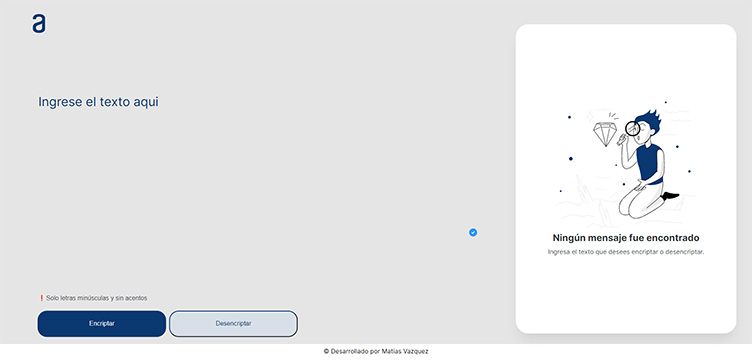 a
Ingrese el texto aqui
Ningún mensaje fue encontrado
Ingresa el texto que desees encriptar o desencriptar.
❗ Solo letras minúsculas y sin acentos
Encriptar
Desencriptar
© Desarrollado por Matias Vazquez